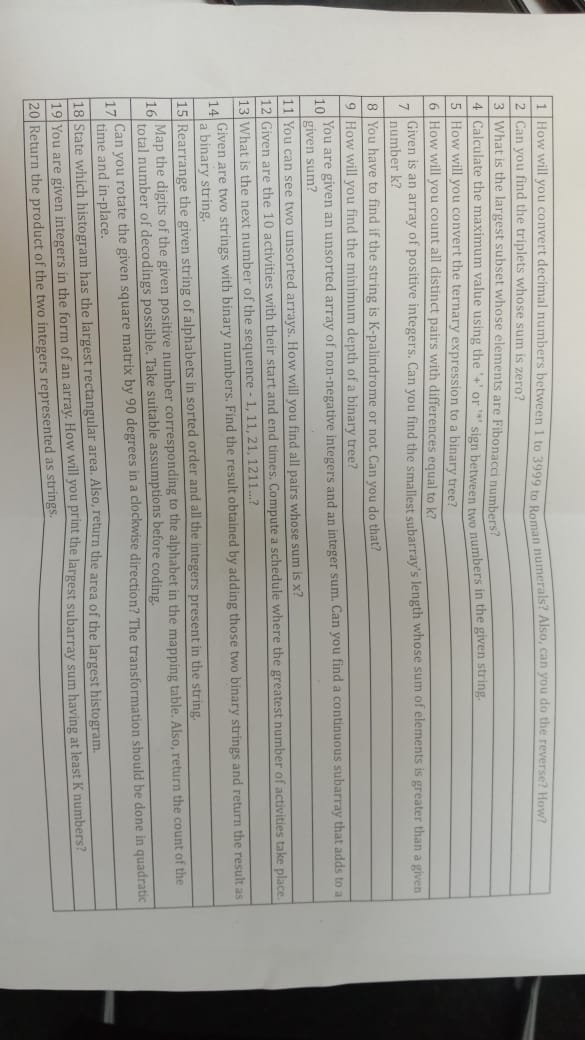 1 How will you convert decimal numbers between 1 to 3999 to Roman numerals? Also, can you do the reverse? How?
2 Can you find the triplets whose sum is zero?
3 What is the largest subset whose elements are Fibonacci numbers?
4 Calculate the maximum value using the '+' or '*' sign between two numbers in the given string.
5 How will you convert the ternary expression to a binary tree?
6 How will you count all distinct pairs with differences equal to k?
7 Given is an array of positive integers. Can you find the smallest subarray's length whose sum of elements is greater than a given
number k?
8 You have to find if the string is K-palindrome or not. Can you do that?
9 How will you find the minimum depth of a binary tree?
10 You are given an unsorted array of non-negative integers and an integer sum. Can you find a continuous subarray that adds to a
given sum?
11 You can see two unsorted arrays. How will you find all pairs whose sum is x?
12 Given are the 10 activities with their start and end times. Compute a schedule where the greatest number of activities take place.
13 What is the next number of the sequence - 1, 11, 21, 1211...?
14 Given are two strings with binary numbers. Find the result obtained by adding those two binary strings and return the result as
a binary string.
15 Rearrange the given string of alphabets in sorted order and all the integers present in the string.
16 Map the digits of the given positive number corresponding to the alphabet in the mapping table. Also, return the count of the
total number of decodings possible. Take suitable assumptions before coding.
17 Can you rotate the given square matrix by 90 degrees in a clockwise direction? The transformation should be done in quadratic
time and in-place.
18 State which histogram has the largest rectangular area. Also, return the area of the largest histogram.
19 You are given integers in the form of an array. How will you print the largest subarray sum having at least K numbers?
20 Return the product of the two integers represented as strings.